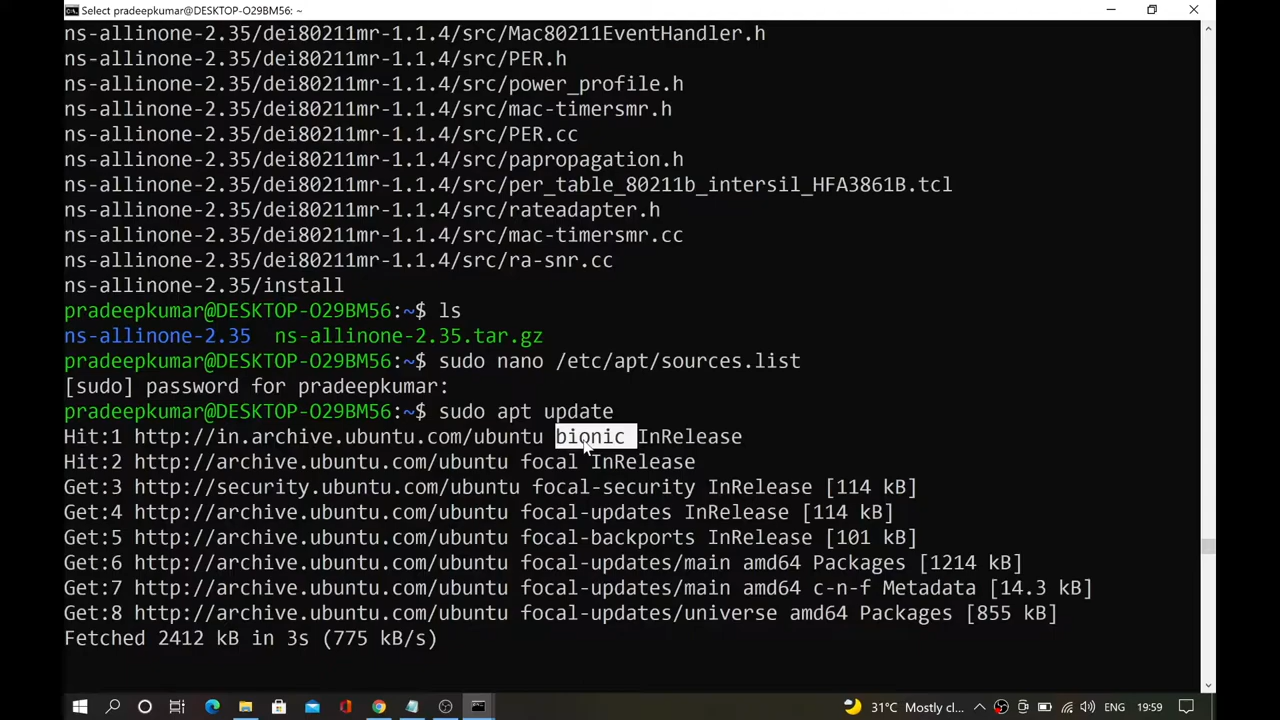 Select pradeepkumar@DESKTOP-O29BM56: ~
ns-allinone-2.35/dei80211mr-1.1.4/src/Mac80211EventHandler.h
ns-allinone-2.35/dei80211mr-1.1.4/src/PER.h
ns-allinone-2.35/dei80211mr-1.1.4/src/power_profile.h
ns-allinone-2.35/dei80211mr-1.1.4/src/mac-timersmr.h
ns-allinone-2.35/dei80211mr-1.1.4/src/PER.cc
ns-allinone-2.35/dei80211mr-1.1.4/src/papropagation.h
ns-allinone-2.35/dei80211mr-1.1.4/src/per_table_80211b_intersil_HFA3861B.tcl
ns-allinone-2.35/dei80211mr-1.1.4/src/rateadapter.h
ns-allinone-2.35/dei80211mr-1.1.4/src/mac-timersmr.cc
ns-allinone-2.35/dei80211mr-1.1.4/src/ra-snr.cc
ns-allinone-2.35/install
pradeepkumar@DESKTOP-O29BM56:~$ ls
ns-allinone-2.35  ns-allinone-2.35.tar.gz
pradeepkumar@DESKTOP-O29BM56:~$ sudo nano /etc/apt/sources.list
[sudo] password for pradeepkumar:
pradeepkumar@DESKTOP-O29BM56:~$ sudo apt update
Hit:1 http://in.archive.ubuntu.com/ubuntu bionic InRelease
Hit:2 http://archive.ubuntu.com/ubuntu focal InRelease
Get:3 http://security.ubuntu.com/ubuntu focal-security InRelease [114 kB]
Get:4 http://archive.ubuntu.com/ubuntu focal-updates InRelease [114 kB]
Get:5 http://archive.ubuntu.com/ubuntu focal-backports InRelease [101 kB]
Get:6 http://archive.ubuntu.com/ubuntu focal-updates/main amd64 Packages [1214 kB]
Get:7 http://archive.ubuntu.com/ubuntu focal-updates/main amd64 c-n-f Metadata [14.3 kB]
Get:8 http://archive.ubuntu.com/ubuntu focal-updates/universe amd64 Packages [855 kB]
Fetched 2412 kB in 3s (775 kB/s)
31°C Mostly cl... ENG 19:59